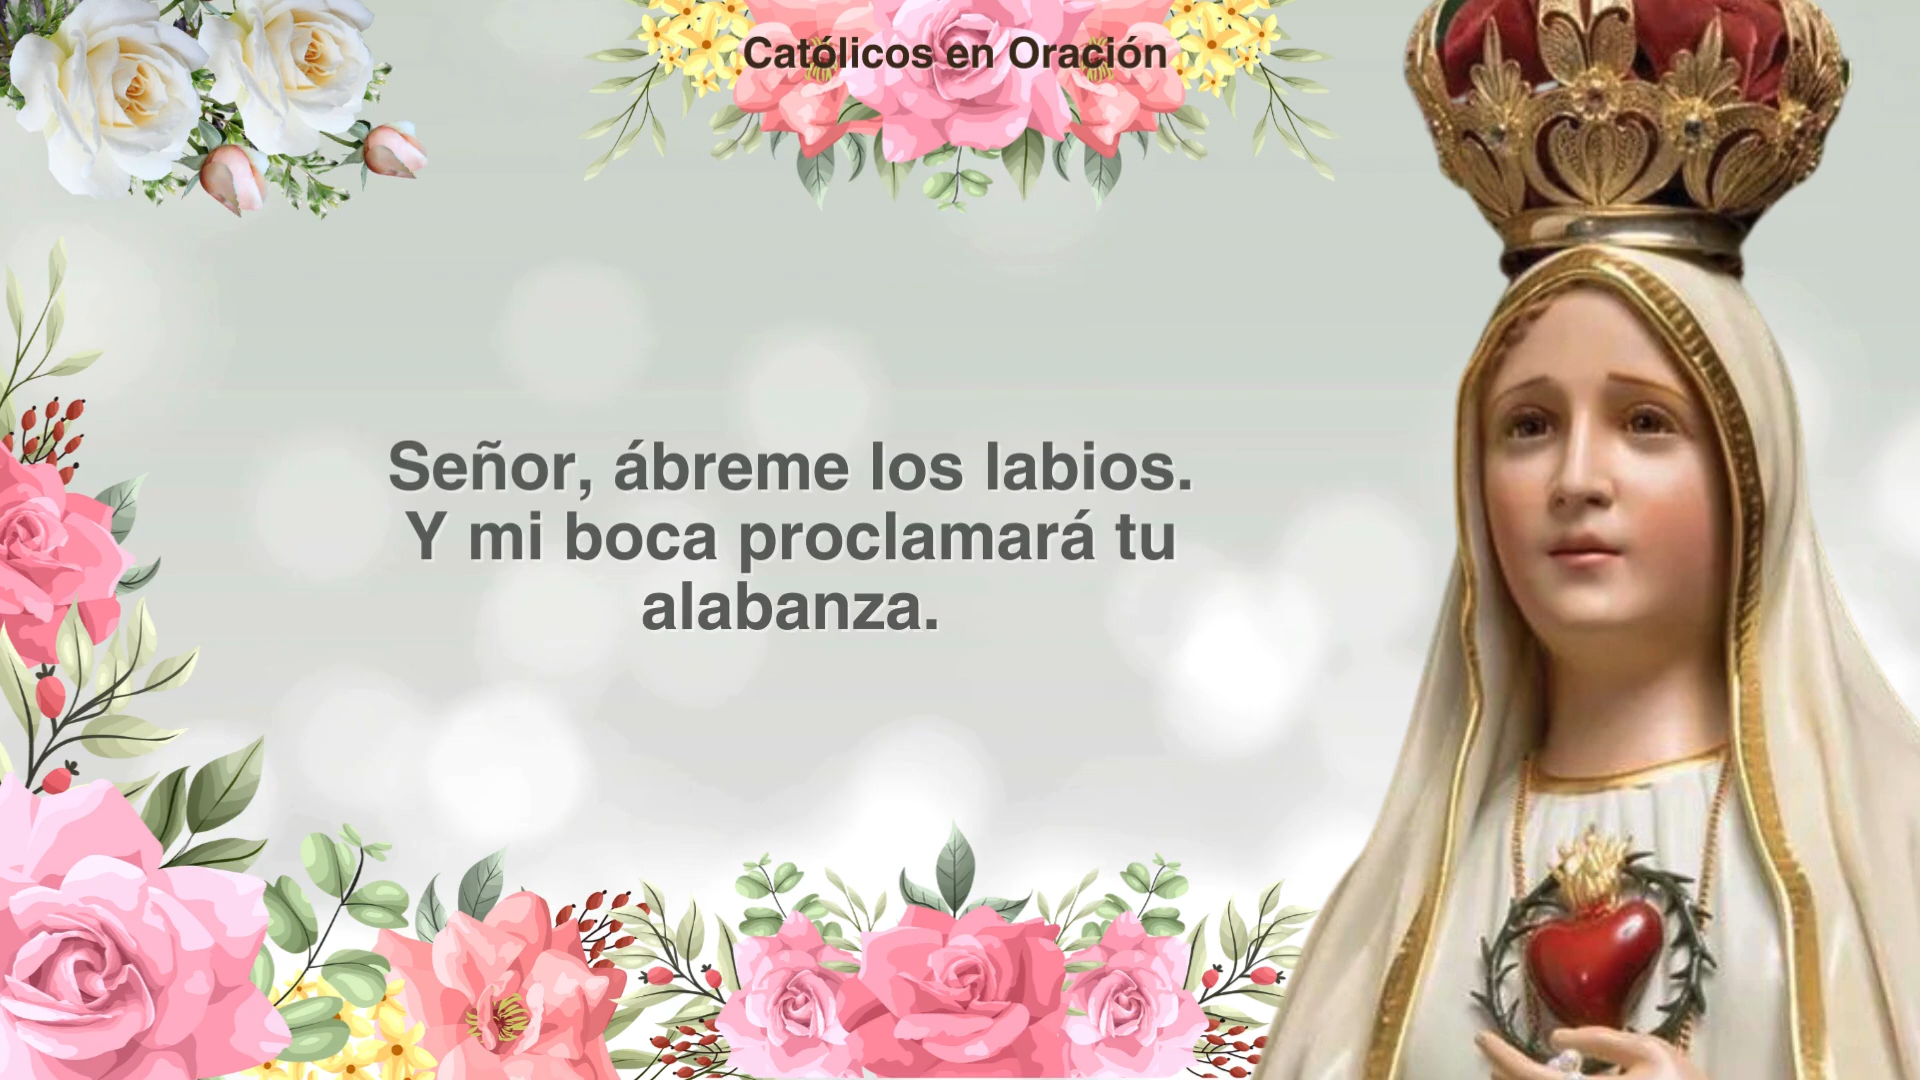 Católicos en Oración
Señor, ábreme los labios.
Y mi boca proclamará tu
alabanza.